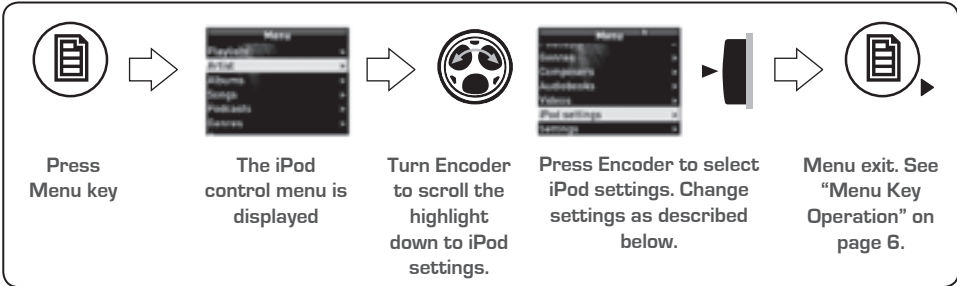 Menu
Playlists
Artist
Albums
Songs
Podcasts
Genres
Menu
Genres
Composers
Audiobooks
Videos
iPod settings
Settings
Press
Menu key
The iPod
control menu is
displayed
Turn Encoder
to scroll the
highlight
down to iPod
settings.
Press Encoder to select
iPod settings. Change
settings as described
below.
Menu exit. See
“Menu Key
Operation” on
page 6.